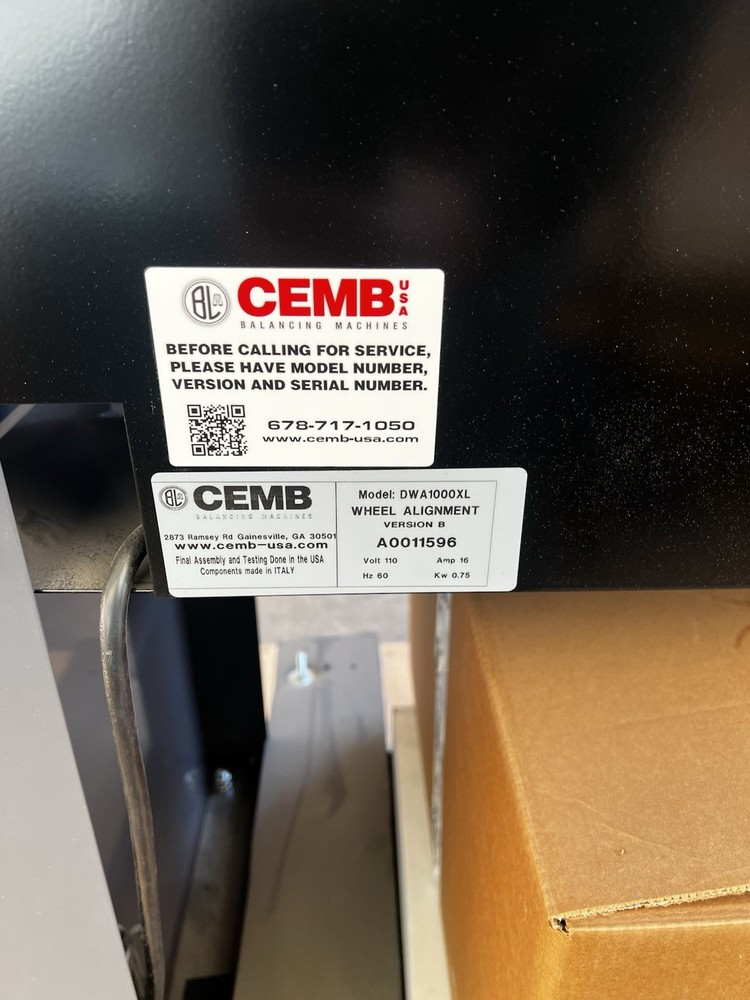 BL
CEMB USA
BALANCING MACHINES
BEFORE CALLING FOR SERVICE,
PLEASE HAVE MODEL NUMBER,
VERSION AND SERIAL NUMBER.
678-717-1050
www.cemb-usa.com
BL
CEMB
BALANCING MACHINES
2873 Ramsey Rd Gainesville, GA 30501
www.cemb-usa.com
Final Assembly and Testing Done in the USA
Components made in ITALY
Model: DWA1000XL
WHEEL ALIGNMENT
VERSION B
A0011596
Volt 110 Amp 16
Hz 60 Kw 0.75